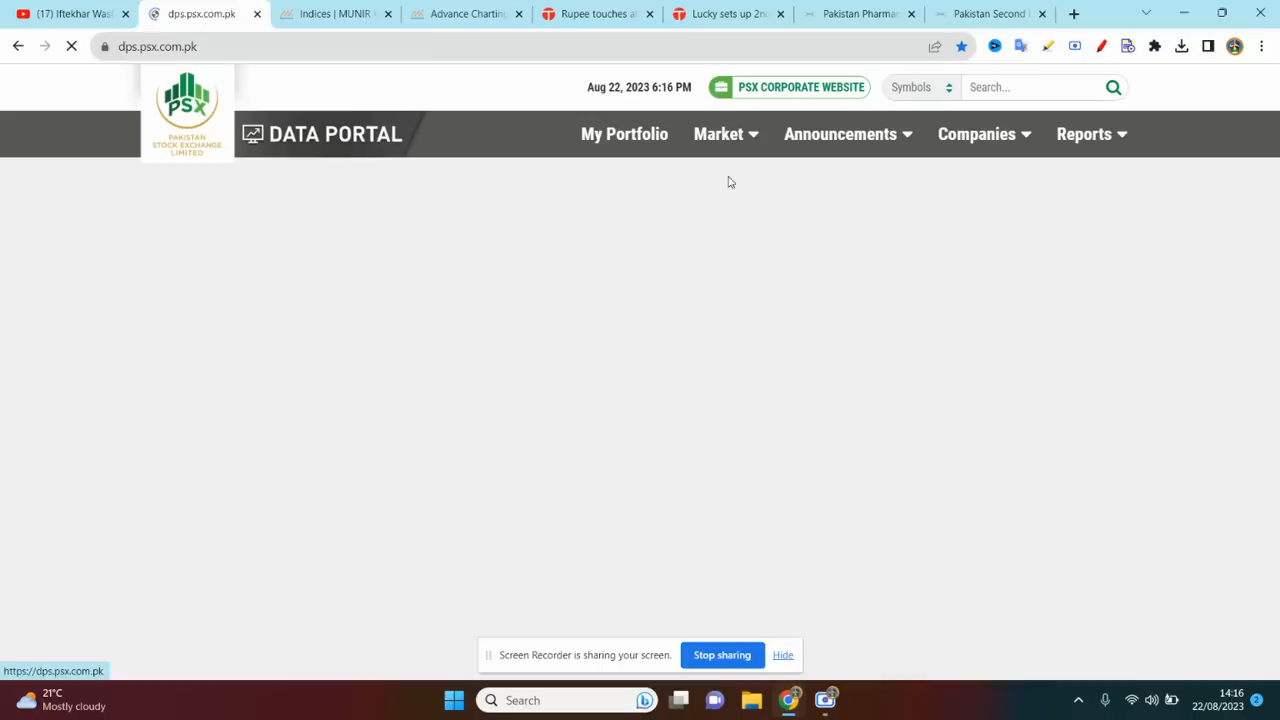 (17) Iftekhar Was
dps.psx.com.pk
Indices | MUNIR
Advance Charting
Rupee touches a
Lucky sets up 2n
Pakistan Pharma
Pakistan Second
dps.psx.com.pk
Aug 22, 2023 6:16 PM
PSX CORPORATE WEBSITE
Symbols
Search...
PSX
PAKISTAN
STOCK EXCHANGE
LIMITED
DATA PORTAL
My Portfolio
Market
Announcements
Companies
Reports
Screen Recorder is sharing your screen.
Stop sharing
Hide
https://dps.psx.com.pk
21°C
Mostly cloudy
Search
14:16
22/08/2023
2